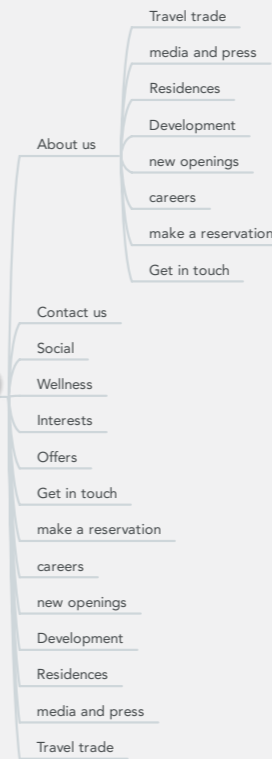 Travel trade
media and press
Residences
Development
About us
new openings
careers
make a reservation
Get in touch
Contact us
Social
Wellness
Interests
Offers
Get in touch
make a reservation
careers
new openings
Development
Residences
media and press
Travel trade